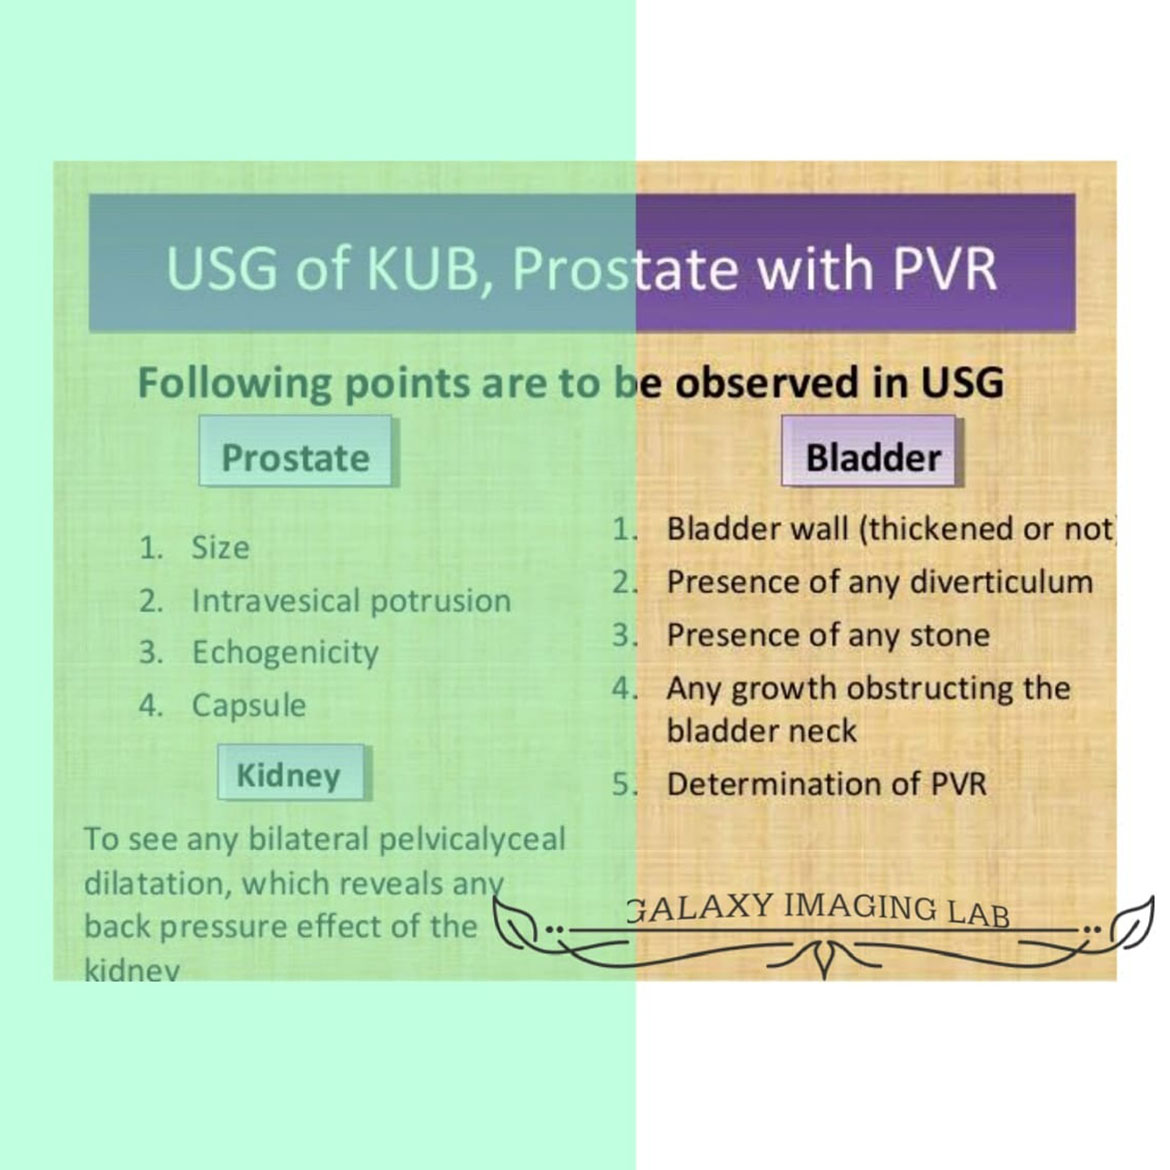 USG of KUB, Prostate with PVR
Following points are to be observed in USG
Prostate
1. Size
2. Intravesical potrusion
3. Echogenicity
4. Capsule
Kidney
To see any bilateral pelvicalyceal
dilatation, which reveals any
back pressure effect of the
kidney
Bladder
1. Bladder wall (thickened or not)
2. Presence of any diverticulum
3. Presence of any stone
4. Any growth obstructing the
bladder neck
5. Determination of PVR
GALAXY IMAGING LAB